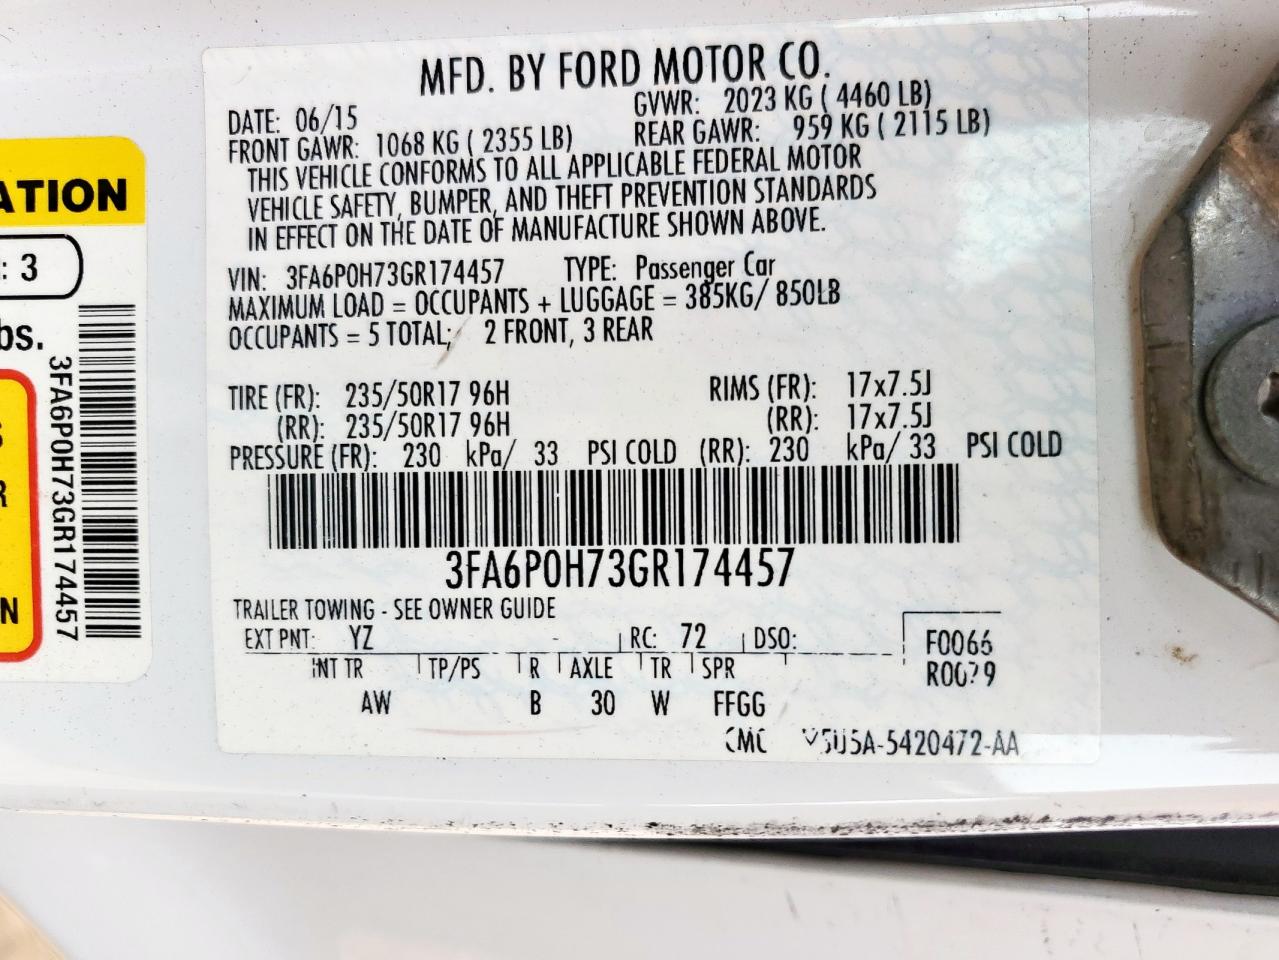 MFD. BY FORD MOTOR CO.
DATE: 06/15 GVWR: 2023 KG ( 4460 LB)
FRONT GAWR: 1068 KG ( 2355 LB) REAR GAWR: 959 KG ( 2115 LB)
THIS VEHICLE CONFORMS TO ALL APPLICABLE FEDERAL MOTOR
VEHICLE SAFETY, BUMPER, AND THEFT PREVENTION STANDARDS
IN EFFECT ON THE DATE OF MANUFACTURE SHOWN ABOVE.
VIN: 3FA6P0H73GR174457 TYPE: Passenger Car
MAXIMUM LOAD = OCCUPANTS + LUGGAGE = 385KG/ 850LB
OCCUPANTS = 5 TOTAL; 2 FRONT, 3 REAR
TIRE (FR): 235/50R17 96H RIMS (FR): 17x7.5J
(RR): 235/50R17 96H (RR): 17x7.5J
PRESSURE (FR): 230 kPa/ 33 PSI COLD (RR): 230 kPa/ 33 PSI COLD
3FA6P0H73GR174457
TRAILER TOWING - SEE OWNER GUIDE
EXT PNT: YZ RC: 72 DSO: F0066
INT TR TP/PS R AXLE TR SPR
AW B 30 W FFGG
5U5A-5420472-AA
ATION
: 3
bs.
3FA6P0H73GR174457
S
R
N